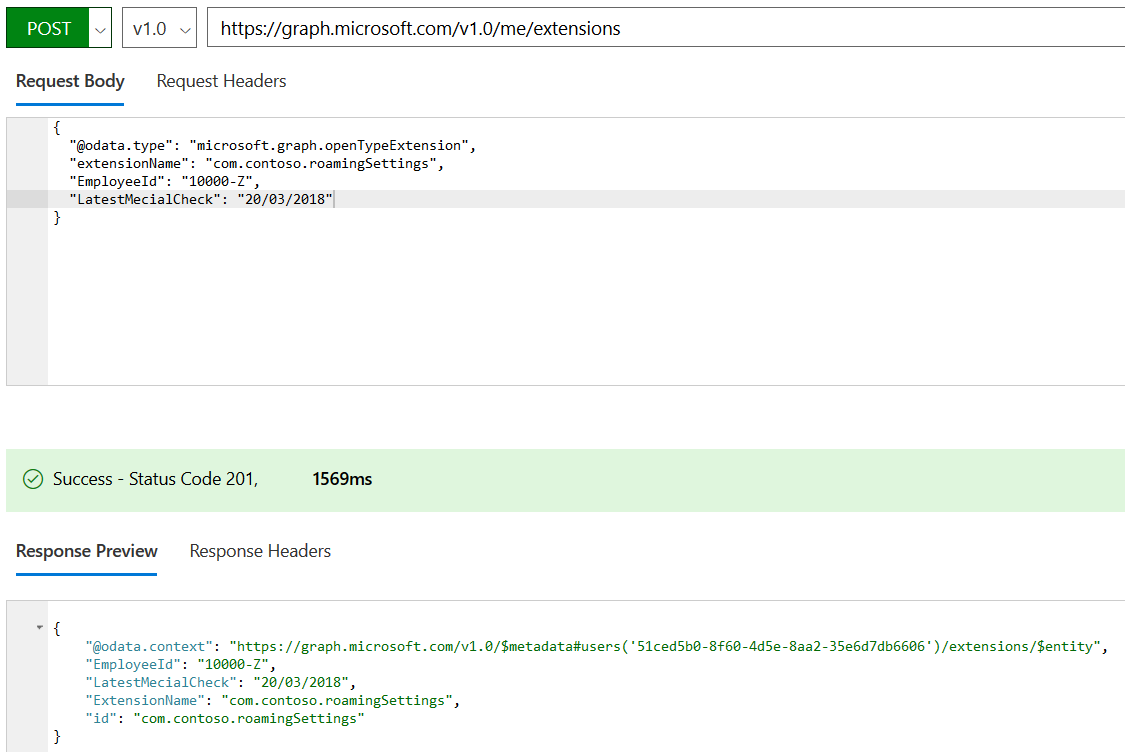 POST v1.0 https://graph.microsoft.com/v1.0/me/extensions
Request Body Request Headers
{
"@odata.type": "microsoft.graph.openTypeExtension",
"extensionName": "com.contoso.roamingSettings",
"EmployeeId": "10000-Z",
"LatestMecialCheck": "20/03/2018"
}
Success - Status Code 201, 1569ms
Response Preview Response Headers
{
"@odata.context": "https://graph.microsoft.com/v1.0/$metadata#users('51ced5b0-8f60-4d5e-8aa2-35e6d7db6606')/extensions/$entity",
"EmployeeId": "10000-Z",
"LatestMecialCheck": "20/03/2018",
"ExtensionName": "com.contoso.roamingSettings",
"id": "com.contoso.roamingSettings"
}